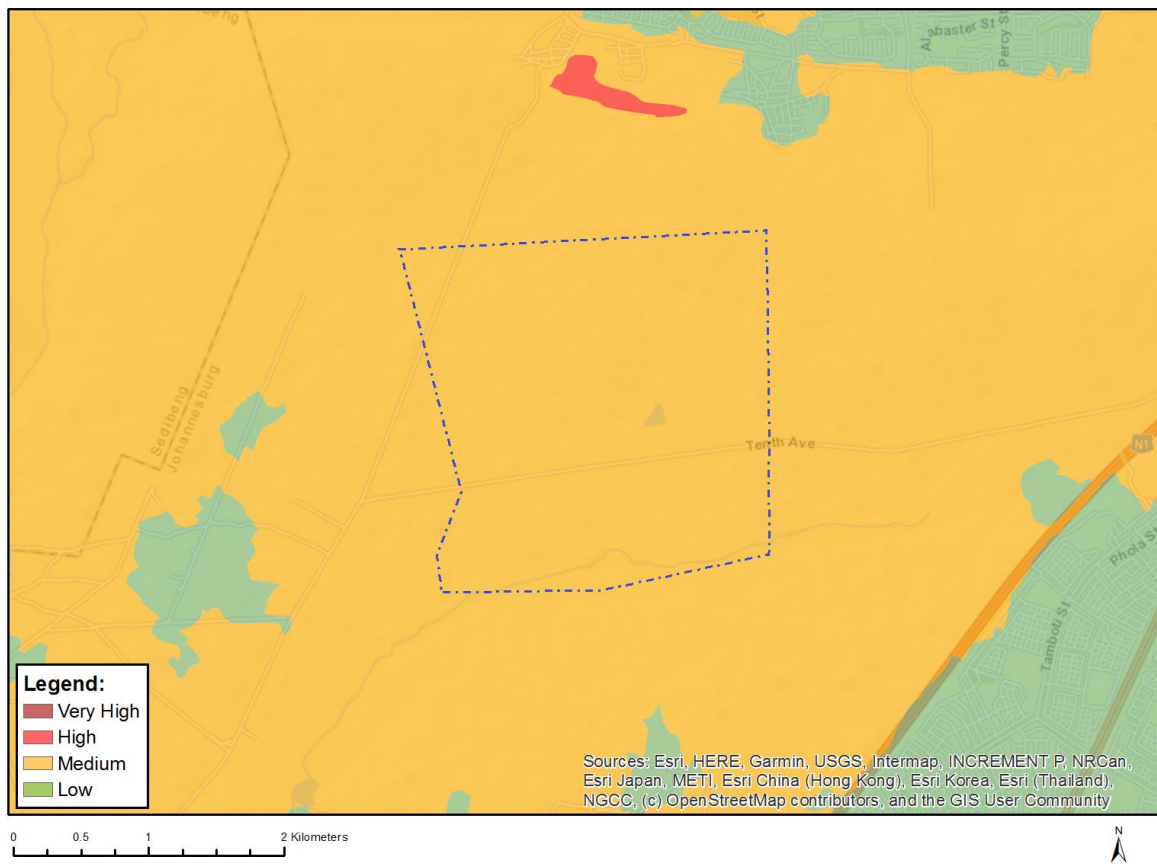 beng
St
Alabaster St
Percy St
Sedibeng
Johannesburg
Tenth Ave
N1
Phola St
Tamboti St
Legend:
Very High
High
Medium
Low
Sources: Esri, HERE, Garmin, USGS, Intermap, INCREMENT P, NRCan,
Esri Japan, METI, Esri China (Hong Kong), Esri Korea, Esri (Thailand),
NGCC, (c) OpenStreetMap contributors, and the GIS User Community
0 0.5 1 2 Kilometers
N